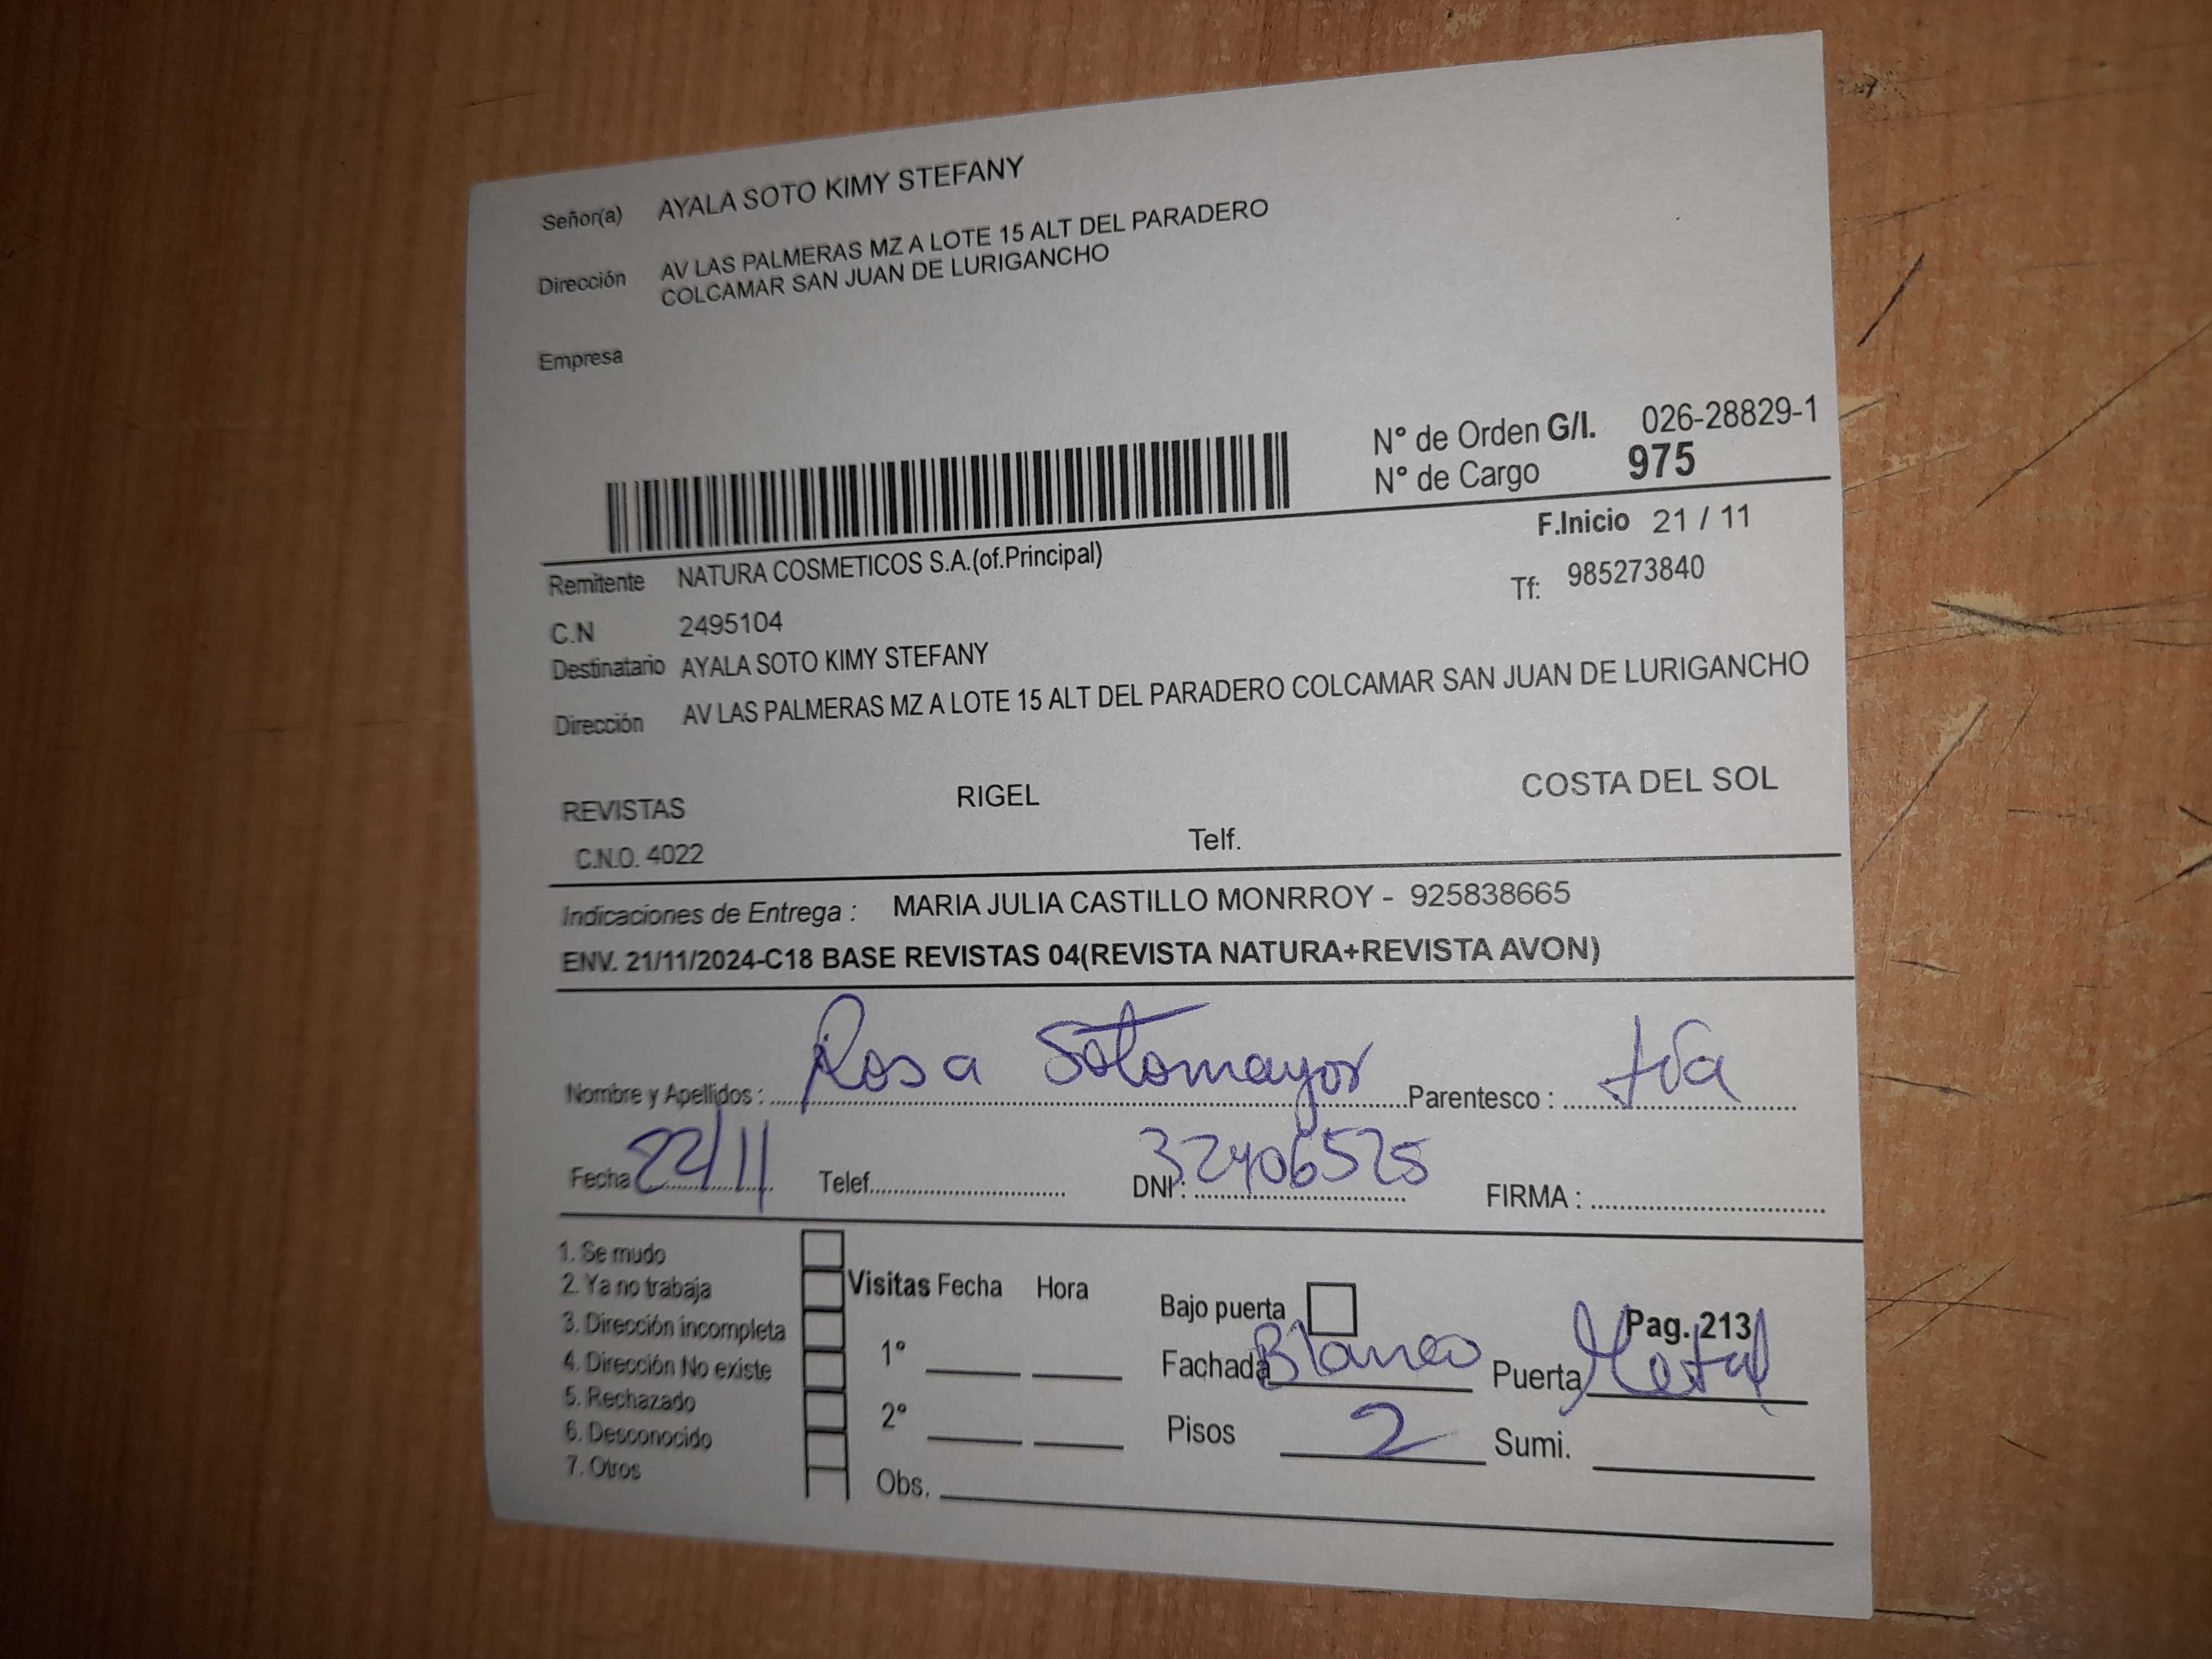 Señor(a) AYALA SOTO KIMY STEFANY
Dirección AV LAS PALMERAS MZ A LOTE 15 ALT DEL PARADERO
COLCAMAR SAN JUAN DE LURIGANCHO
Empresa
N° de Orden G/I. 026-28829-1
N° de Cargo 975
F.Inicio 21 / 11
Remitente NATURA COSMETICOS S.A.(of.Principal) Tf: 985273840
C.N 2495104
Destinatario AYALA SOTO KIMY STEFANY
Dirección AV LAS PALMERAS MZ A LOTE 15 ALT DEL PARADERO COLCAMAR SAN JUAN DE LURIGANCHO
REVISTAS RIGEL COSTA DEL SOL
C.N.O. 4022 Telf.
Indicaciones de Entrega : MARIA JULIA CASTILLO MONRROY - 925838665
ENV. 21/11/2024-C18 BASE REVISTAS 04(REVISTA NATURA+REVISTA AVON)
Nombre y Apellidos : Rosa Sotomayor Parentesco : tía
Fecha 22/11 Telef. DNI : 32406525 FIRMA :
1. Se mudo
2. Ya no trabaja Visitas Fecha Hora Bajo puerta Pag. 213
3. Dirección incompleta
4. Dirección No existe 1° Fachada Blanco Puerta Metal
5. Rechazado
6. Desconocido 2° Pisos 2 Sumi.
7. Otros Obs.